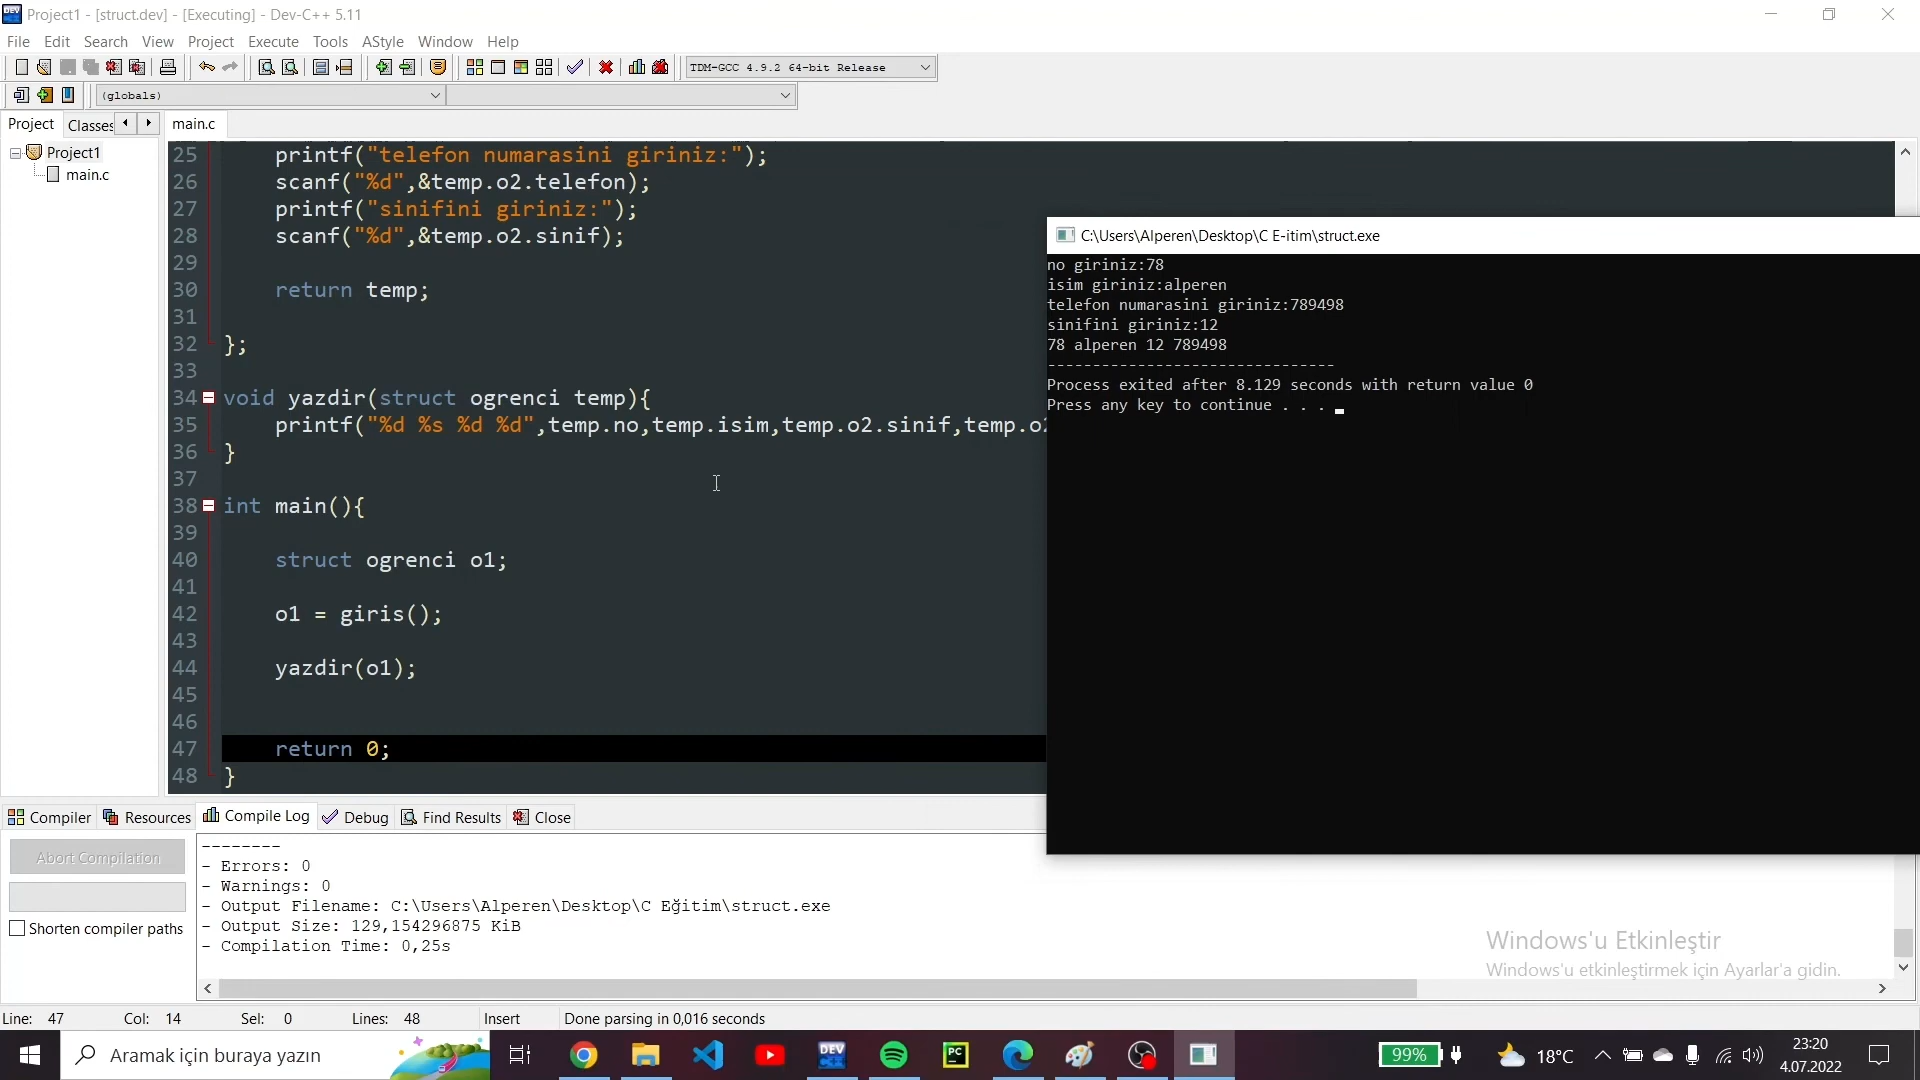 Project1 - [struct.dev] - [Executing] - Dev-C++ 5.11
File Edit Search View Project Execute Tools AStyle Window Help
TDM-GCC 4.9.2 64-bit Release
(globals)
Project Classes main.c
Project1
main.c
25 printf("telefon numarasini giriniz:");
26 scanf("%d",&temp.o2.telefon);
27 printf("sinifini giriniz:");
28 scanf("%d",&temp.o2.sinif);
29
30 return temp;
31
32 };
33
34 void yazdir(struct ogrenci temp){
35 printf("%d %s %d %d",temp.no,temp.isim,temp.o2.sinif,temp.o2
36 }
37
38 int main(){
39
40 struct ogrenci o1;
41
42 o1 = giris();
43
44 yazdir(o1);
45
46
47 return 0;
48 }
C:\Users\Alperen\Desktop\C E-itim\struct.exe
no giriniz:78
isim giriniz:alperen
telefon numarasini giriniz:789498
sinifini giriniz:12
78 alperen 12 789498
--------------------------------
Process exited after 8.129 seconds with return value 0
Press any key to continue . . .
Compiler Resources Compile Log Debug Find Results Close
Abort Compilation
Shorten compiler paths
--------
- Errors: 0
- Warnings: 0
- Output Filename: C:\Users\Alperen\Desktop\C Eğitim\struct.exe
- Output Size: 129,154296875 KiB
- Compilation Time: 0,25s
Windows'u Etkinleştir
Windows'u etkinleştirmek için Ayarlar'a gidin.
Line: 47 Col: 14 Sel: 0 Lines: 48 Insert Done parsing in 0,016 seconds
Aramak için buraya yazın
DEV C++
PC
99%
18°C
23:20
4.07.2022